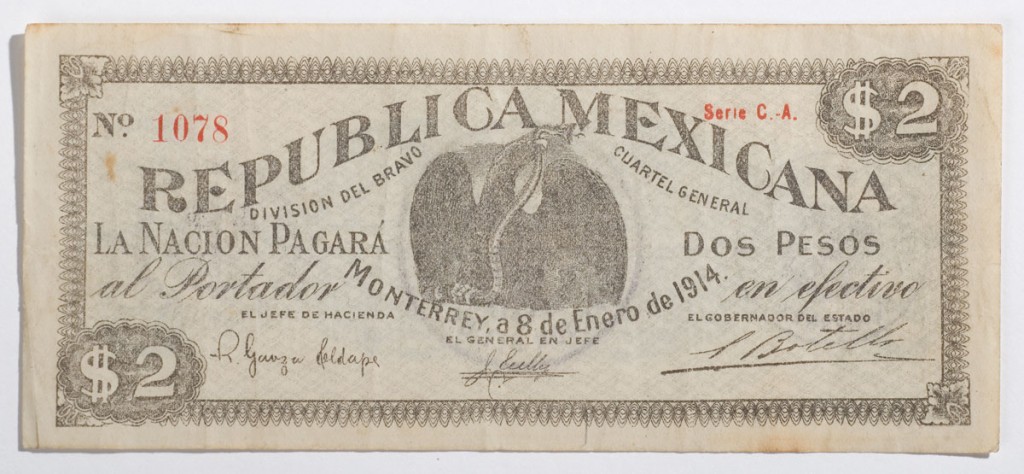 Nº 1078
Serie C.-A.
$2
REPUBLICA MEXICANA
DIVISION DEL BRAVO
CUARTEL GENERAL
LA NACION PAGARÁ
DOS PESOS
al Portador
en efectivo
MONTERREY, a 8 de Enero de 1914.
EL JEFE DE HACIENDA
EL GENERAL EN JEFE
EL GOBERNADOR DEL ESTADO
$2
R. Garza
Botello